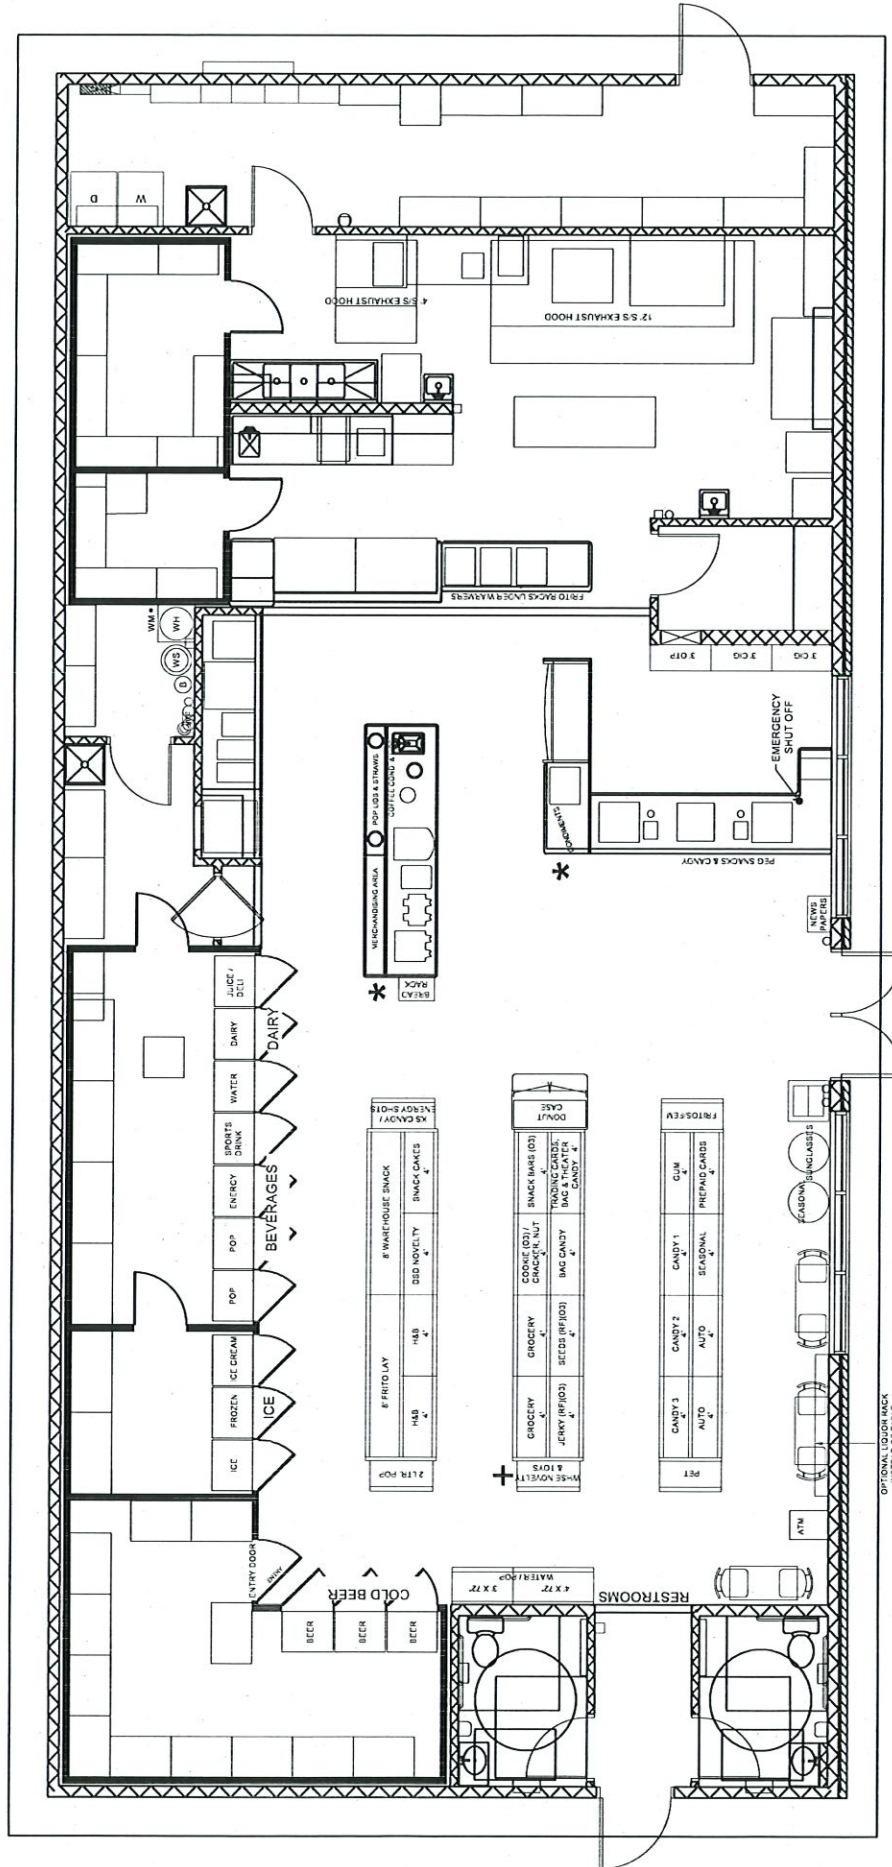 D
W
4' S/S EXHAUST HOOD
12' S/S EXHAUST HOOD
FRITO RACKS UNDER WARMERS
WM
WH
WS
B
3' OTP
3' CIG
3' CIG
EMERGENCY
SHUT OFF
POP LIDS & STRAWS
COFFEE COND &
MERCHANDISING AREA
CONDIMENTS
*
PEG SNACKS & CANDY
NEWS
PAPERS
BREAD
RACK
*
JUICE /
DELI
DAIRY
WATER
SPORTS
DRINK
ENERGY
POP
POP
ICE CREAM
FROZEN
ICE
DAIRY
BEVERAGES
ICE
KS CANDY /
ENERGY SHOTS
8' WAREHOUSE SNACK
SNACK CAKES
4'
DSD NOVELTY
4'
8' FRITO LAY
H&B
4'
H&B
4'
2 LTR. POP
DONUT
CASE
SNACK BARS (O3)
4'
TRADING CARDS,
BAG & THEATER
CANDY 4'
COOKIE (O3) /
CRACKER, NUT
4'
BAG CANDY
4'
GROCERY
4'
SEEDS (RF)(O3)
4'
GROCERY
4'
JERKY (RF)(O3)
4'
+
WHSE NOVELTY
& TOYS
FRITOS/FEM
GUM
4'
PREPAID CARDS
4'
CANDY 1
4'
SEASONAL
4'
CANDY 2
4'
AUTO
4'
CANDY 3
4'
AUTO
4'
PET
SUNGLASSES
SEASONAL
OPTIONAL LIQUOR RACK
ATM
ENTRY DOOR
ENTRY
COLD BEER
BEER
BEER
BEER
WATER / POP
3' X 72"
4' X 72"
RESTROOMS